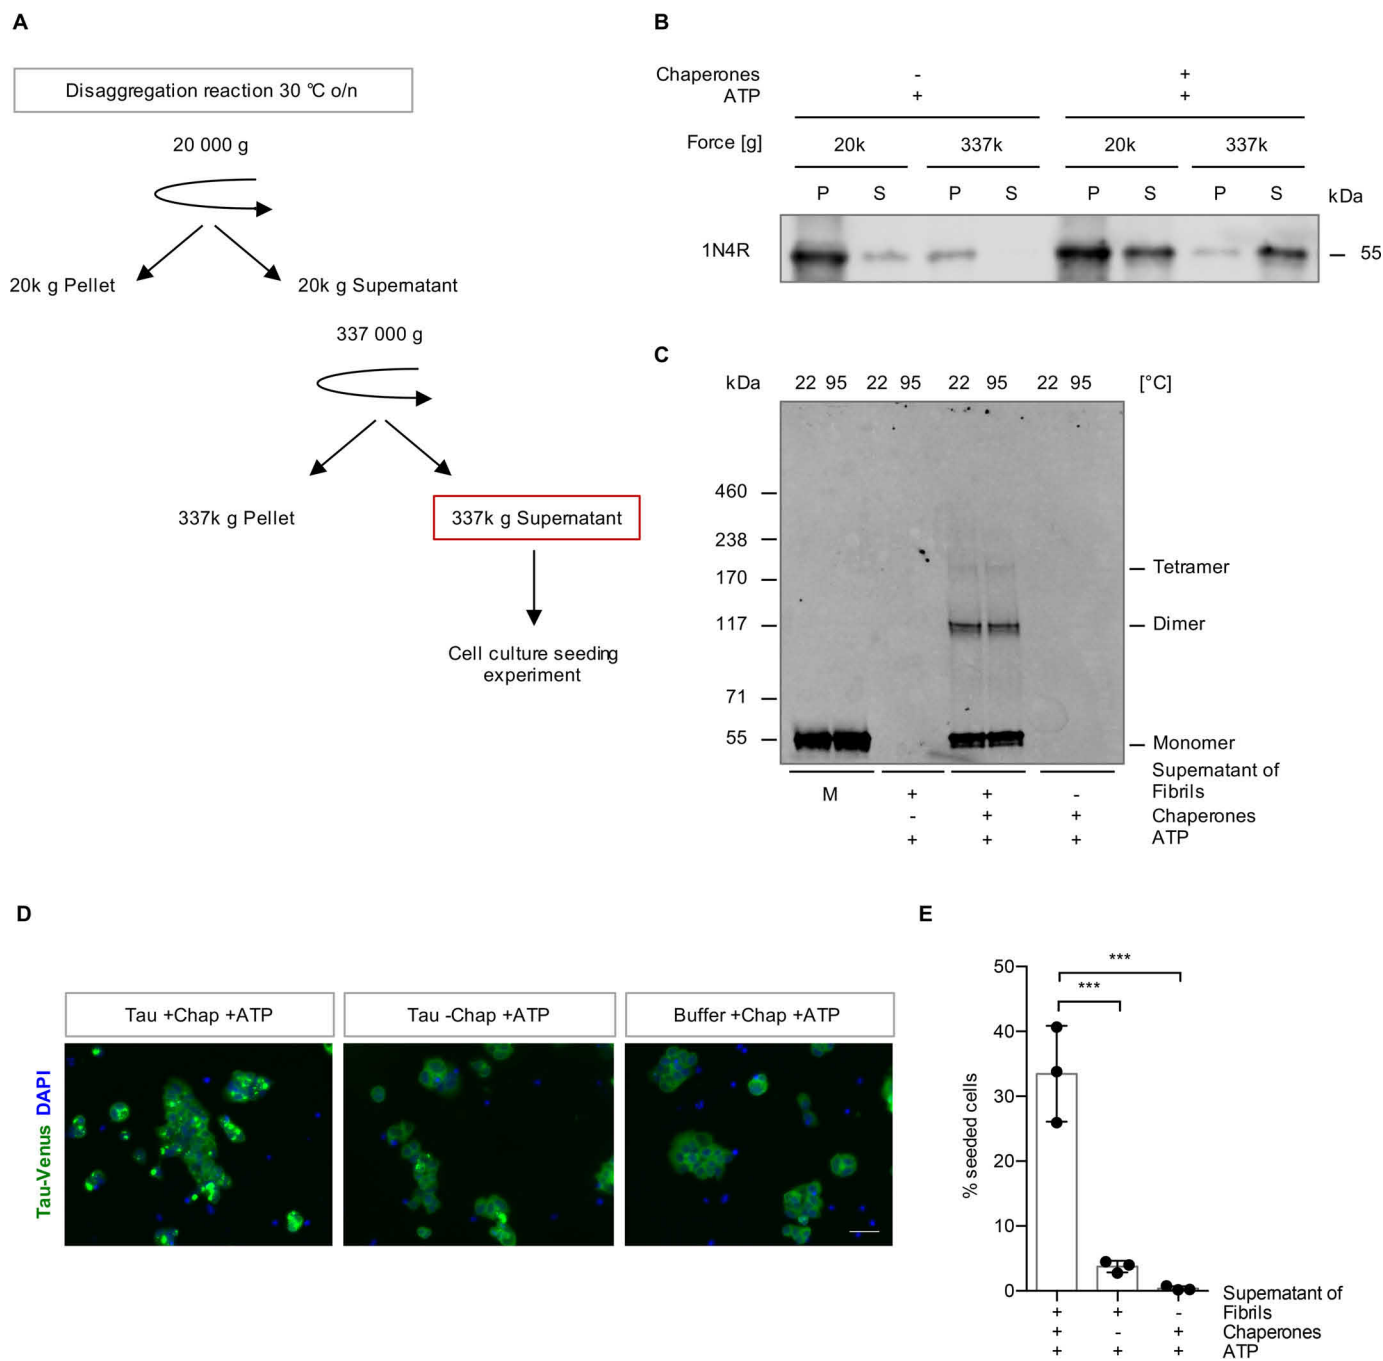 A
Disaggregation reaction 30 °C o/n
20 000 g
20k g Pellet
20k g Supernatant
337 000 g
337k g Pellet
337k g Supernatant
Cell culture seeding
experiment
B
Chaperones - +
ATP + +
Force [g] 20k 337k 20k 337k
P S P S P S P S kDa
1N4R 55
C
kDa 22 95 22 95 22 95 22 95 [°C]
460
238
170
117
71
55
Tetramer
Dimer
Monomer
Supernatant of
M + + - Fibrils
- + + Chaperones
+ + + ATP
D
Tau +Chap +ATP
Tau -Chap +ATP
Buffer +Chap +ATP
Tau-Venus DAPI
E
% seeded cells
50
40
30
20
10
0
***
***
Supernatant of
+ + - Fibrils
+ - + Chaperones
+ + + ATP